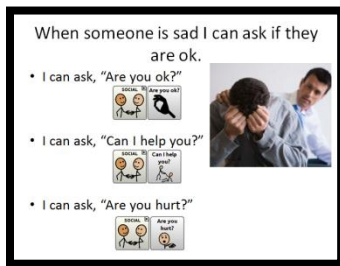 When someone is sad I can ask if they
are ok.
• I can ask, "Are you ok?"
SOCIAL Are you ok?
• I can ask, "Can I help you?"
SOCIAL Can I help
you?
• I can ask, "Are you hurt?"
SOCIAL Are you
hurt?